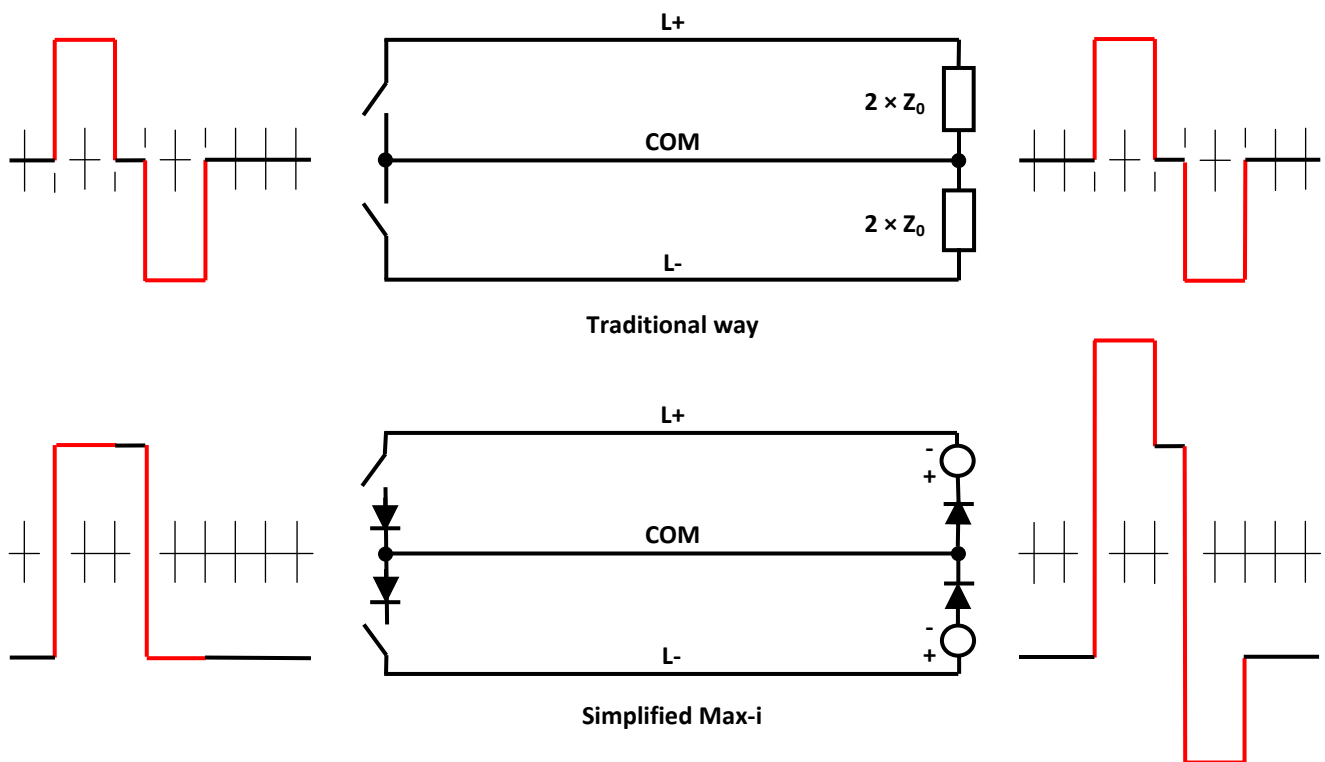 L+
2 × Z₀
COM
2 × Z₀
L-
Traditional way
L+
-
+
COM
-
+
L-
Simplified Max-i